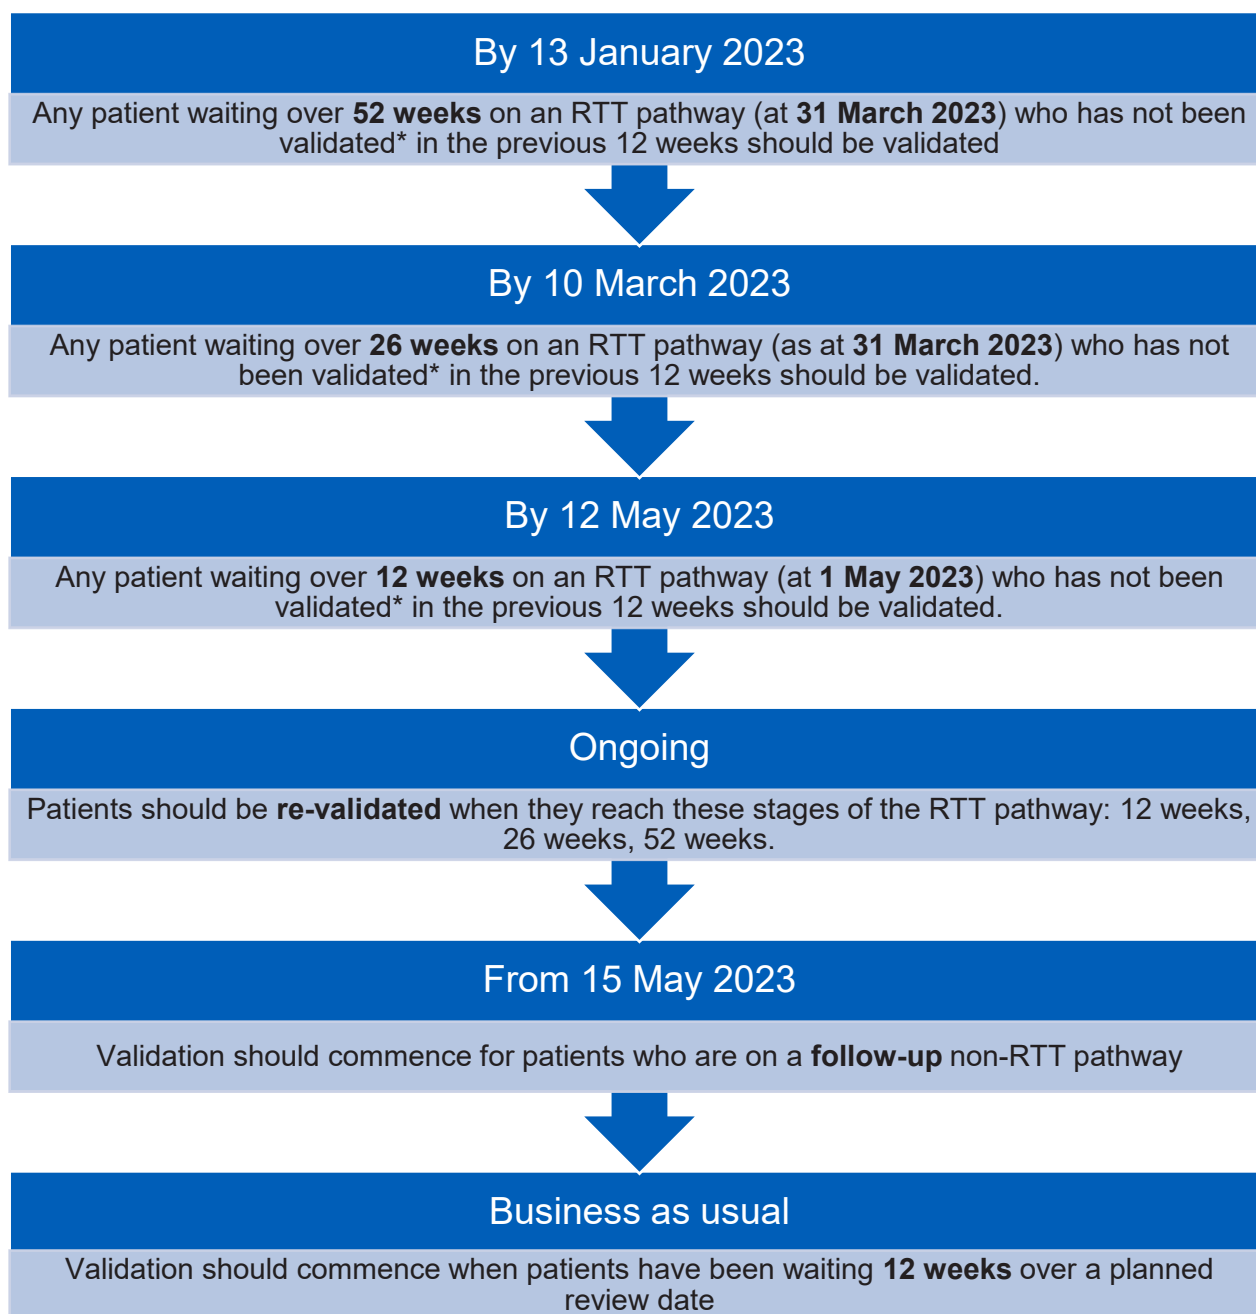 By 13 January 2023
Any patient waiting over 52 weeks on an RTT pathway (at 31 March 2023) who has not been
validated* in the previous 12 weeks should be validated
By 10 March 2023
Any patient waiting over 26 weeks on an RTT pathway (as at 31 March 2023) who has not
been validated* in the previous 12 weeks should be validated.
By 12 May 2023
Any patient waiting over 12 weeks on an RTT pathway (at 1 May 2023) who has not been
validated* in the previous 12 weeks should be validated.
Ongoing
Patients should be re-validated when they reach these stages of the RTT pathway: 12 weeks,
26 weeks, 52 weeks.
From 15 May 2023
Validation should commence for patients who are on a follow-up non-RTT pathway
Business as usual
Validation should commence when patients have been waiting 12 weeks over a planned
review date